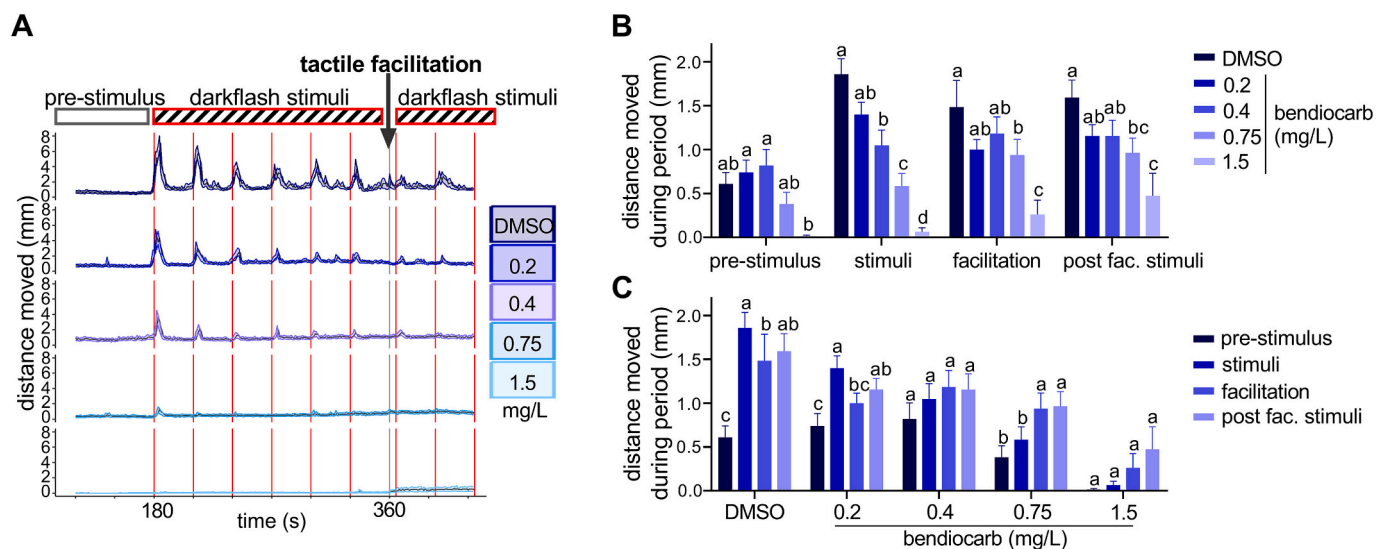 A
tactile facilitation
pre-stimulus
darkflash stimuli
darkflash stimuli
distance moved (mm)
8
6
4
2
0
8
6
4
2
0
8
6
4
2
0
8
6
4
2
0
8
6
4
2
0
180
360
time (s)
DMSO
0.2
0.4
0.75
1.5
mg/L
B
distance moved
during period (mm)
2.0
1.5
1.0
0.5
0.0
ab a a ab b
a ab b c d
a ab ab b c
a ab ab bc c
pre-stimulus
stimuli
facilitation
post fac. stimuli
DMSO
0.2
0.4
0.75
1.5
bendiocarb
(mg/L)
C
distance moved
during period (mm)
2.0
1.5
1.0
0.5
0.0
c a b ab
c a bc ab
a a a a
b b a a
a a a a
DMSO
0.2
0.4
0.75
1.5
bendiocarb (mg/L)
pre-stimulus
stimuli
facilitation
post fac. stimuli